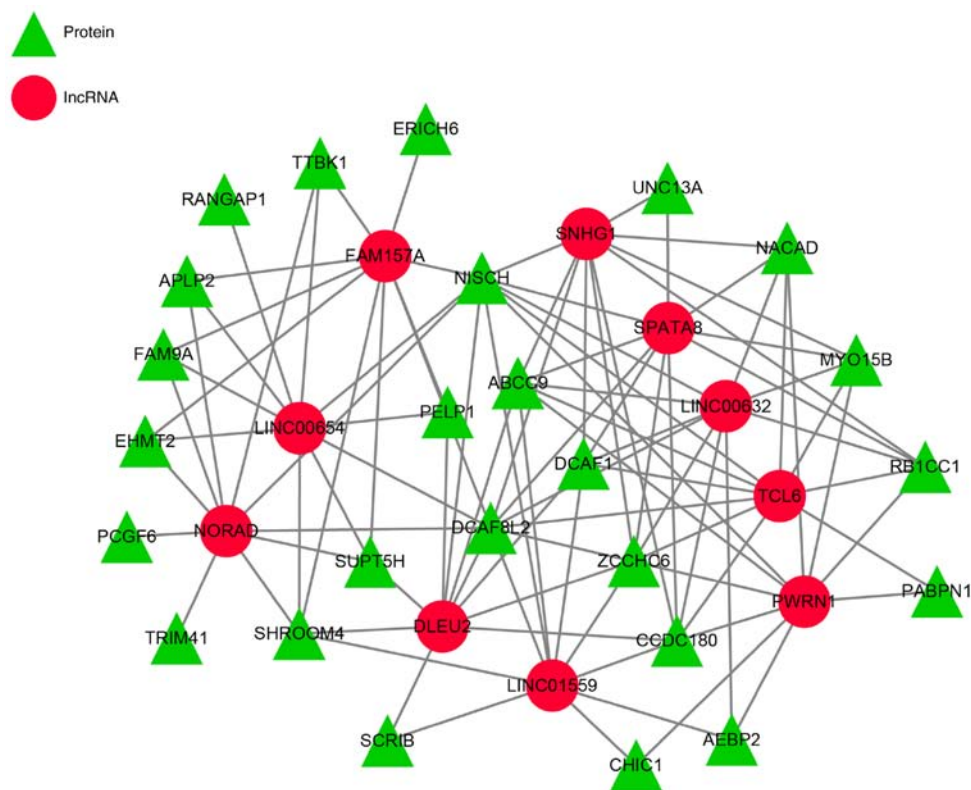 Protein
lncRNA
ERICH6
TTBK1
RANGAP1
UNC13A
SNHG1
NACAD
FAM157A
NISCH
APLP2
SPATA8
FAM9A
MYO15B
ABCC9
LINC00632
PELP1
LINC00654
EHMT2
DCAF1
RB1CC1
TCL6
PCGF6
NORAD
DCAF8L2
SUPT5H
ZCCHC6
PWRN1
PABPN1
TRIM41
SHROOM4
DLEU2
CCDC180
LINC01559
SCRIB
AEBP2
CHIC1